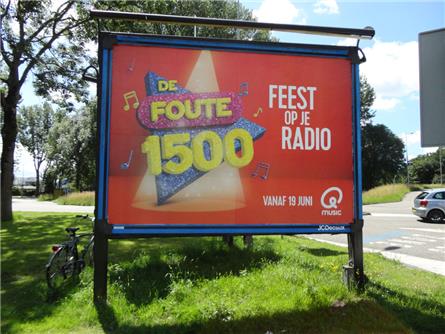 DE
FOUTE
1500
FEEST
OP JE
RADIO
VANAF 19 JUNI
Q
music
JCDecaux